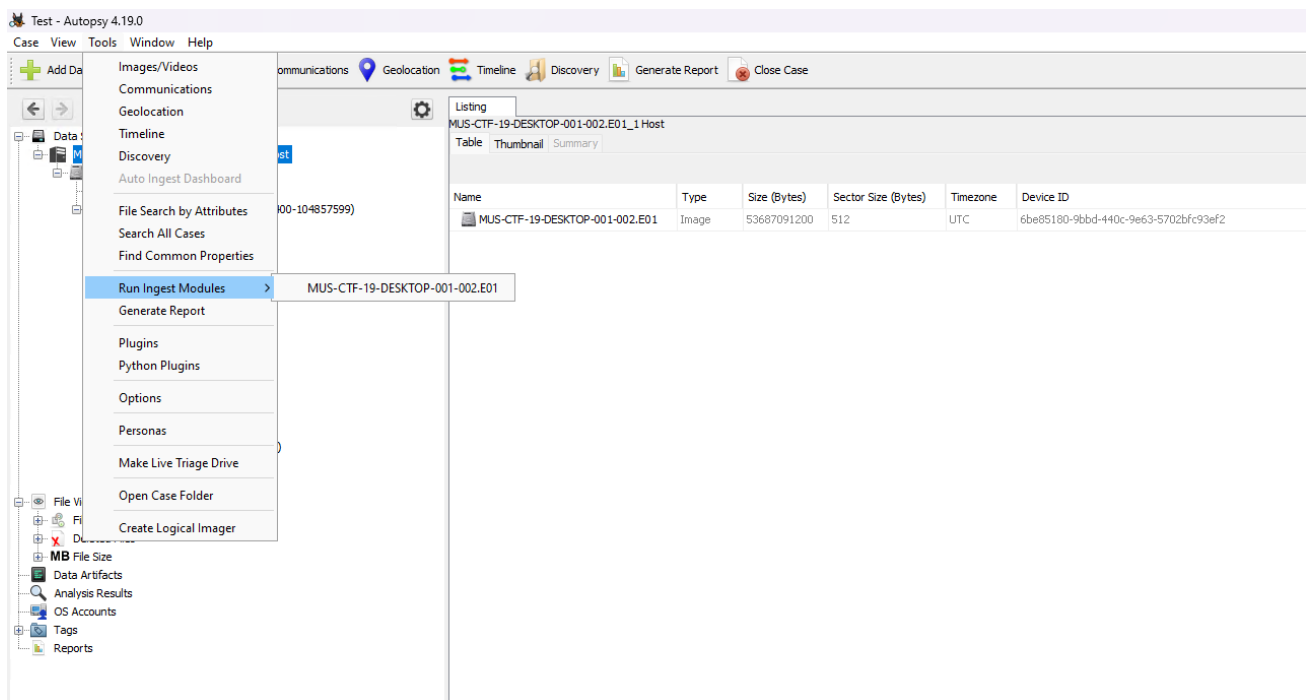 Test - Autopsy 4.19.0
Case View Tools Window Help
Add Da
ommunications Geolocation Timeline Discovery Generate Report Close Case
Images/Videos
Communications
Geolocation
Timeline
Discovery
Auto Ingest Dashboard
File Search by Attributes
Search All Cases
Find Common Properties
Run Ingest Modules
MUS-CTF-19-DESKTOP-001-002.E01
Generate Report
Plugins
Python Plugins
Options
Personas
Make Live Triage Drive
Open Case Folder
Create Logical Imager
Data
M
st
00-104857599)
)
File Vi
Fi
MB File Size
Data Artifacts
Analysis Results
OS Accounts
Tags
Reports
Listing
MUS-CTF-19-DESKTOP-001-002.E01_1 Host
Table Thumbnail Summary
Name Type Size (Bytes) Sector Size (Bytes) Timezone Device ID
MUS-CTF-19-DESKTOP-001-002.E01 Image 53687091200 512 UTC 6be85180-9bbd-440c-9e63-5702bfc93ef2